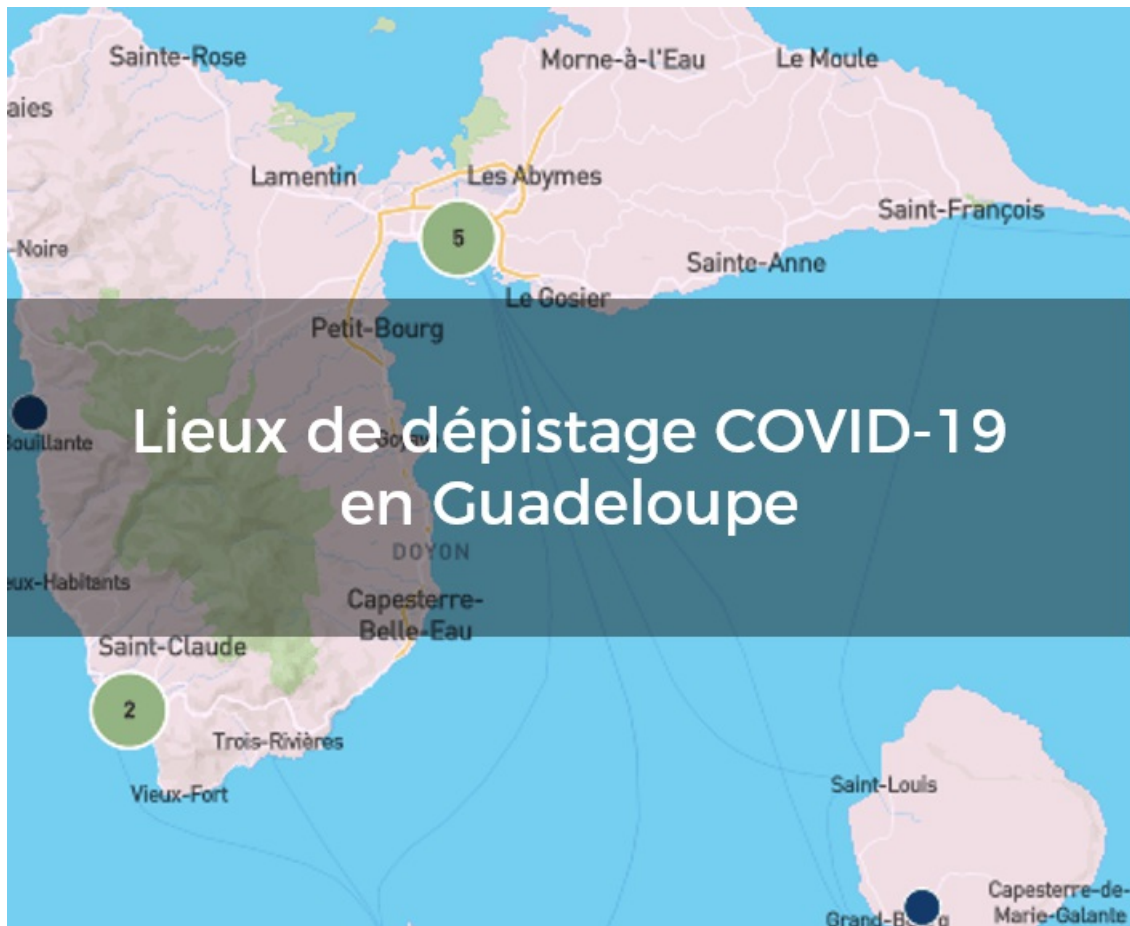 Sainte-Rose
Morne-à-l'Eau
Le Moule
aies
Lamentin
Les Abymes
Saint-François
5
-Noire
Sainte-Anne
Le Gosier
Petit-Bourg
Lieux de dépistage COVID-19
Bouillante
en Guadeloupe
DOYON
eux-Habitants
Capesterre-
Belle-Eau
Saint-Claude
2
Trois-Rivières
Vieux-Fort
Saint-Louis
Capesterre-de-
Marie-Galante